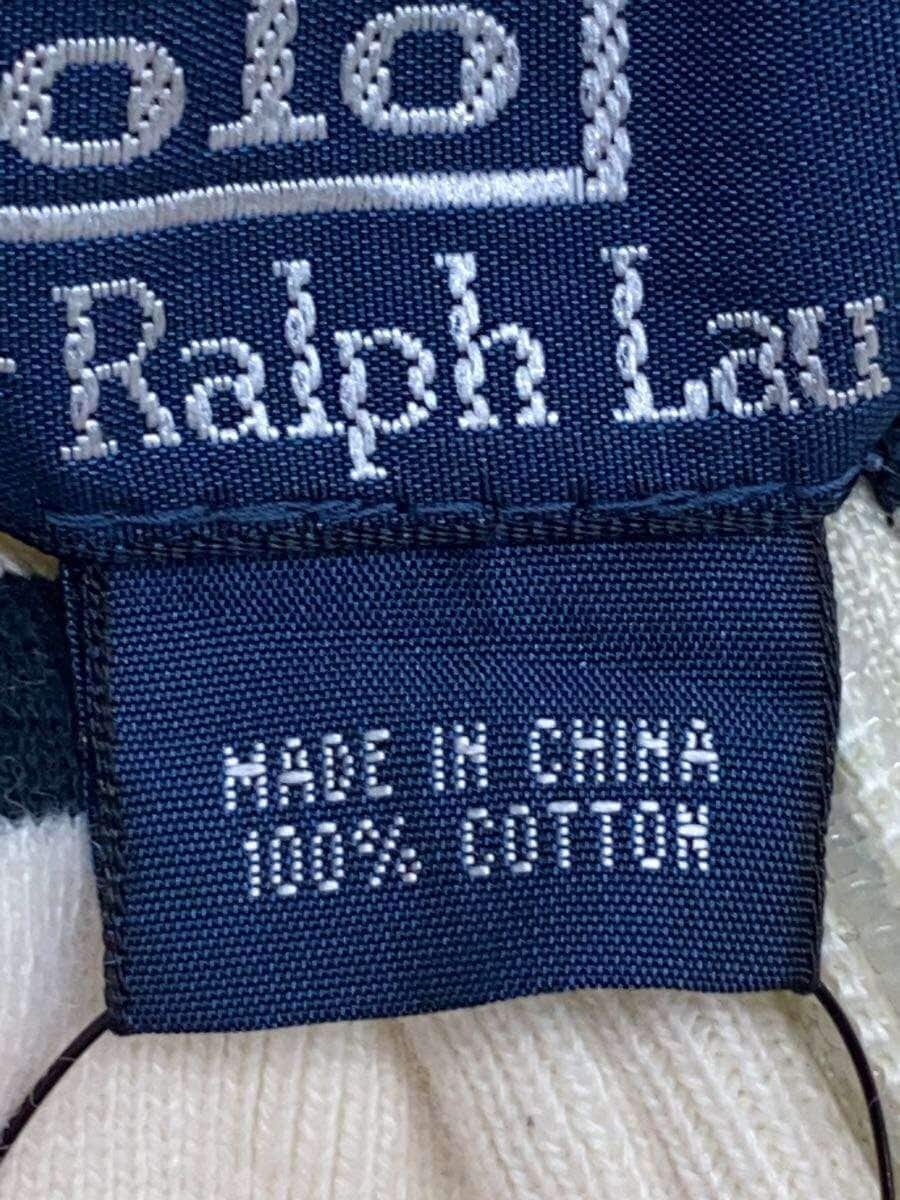 olo
Ralph Lau
MADE IN CHINA
100% COTTON